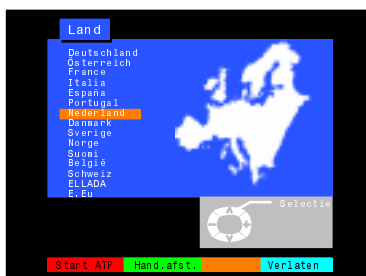 Land
Deutschland
Österreich
France
Italia
España
Portugal
Nederland
Danmark
Sverige
Norge
Suomi
België
Schweiz
ELLADA
E.Eu
Selectie
Start ATP Hand.afst. Verlaten